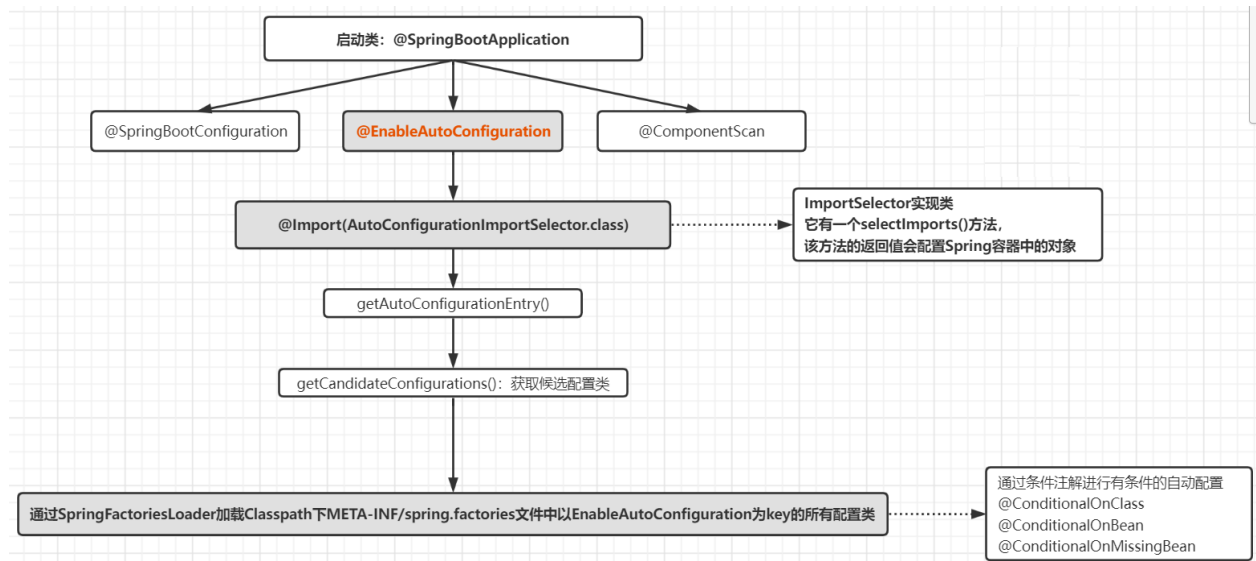 启动类：@SpringBootApplication
@SpringBootConfiguration
@EnableAutoConfiguration
@ComponentScan
@Import(AutoConfigurationImportSelector.class)
ImportSelector实现类
它有一个selectImports()方法，
该方法的返回值会配置Spring容器中的对象
getAutoConfigurationEntry()
getCandidateConfigurations()：获取候选配置类
通过SpringFactoriesLoader加载Classpath下META-INF/spring.factories文件中以EnableAutoConfiguration为key的所有配置类
通过条件注解进行有条件的自动配置
@ConditionalOnClass
@ConditionalOnBean
@ConditionalOnMissingBean